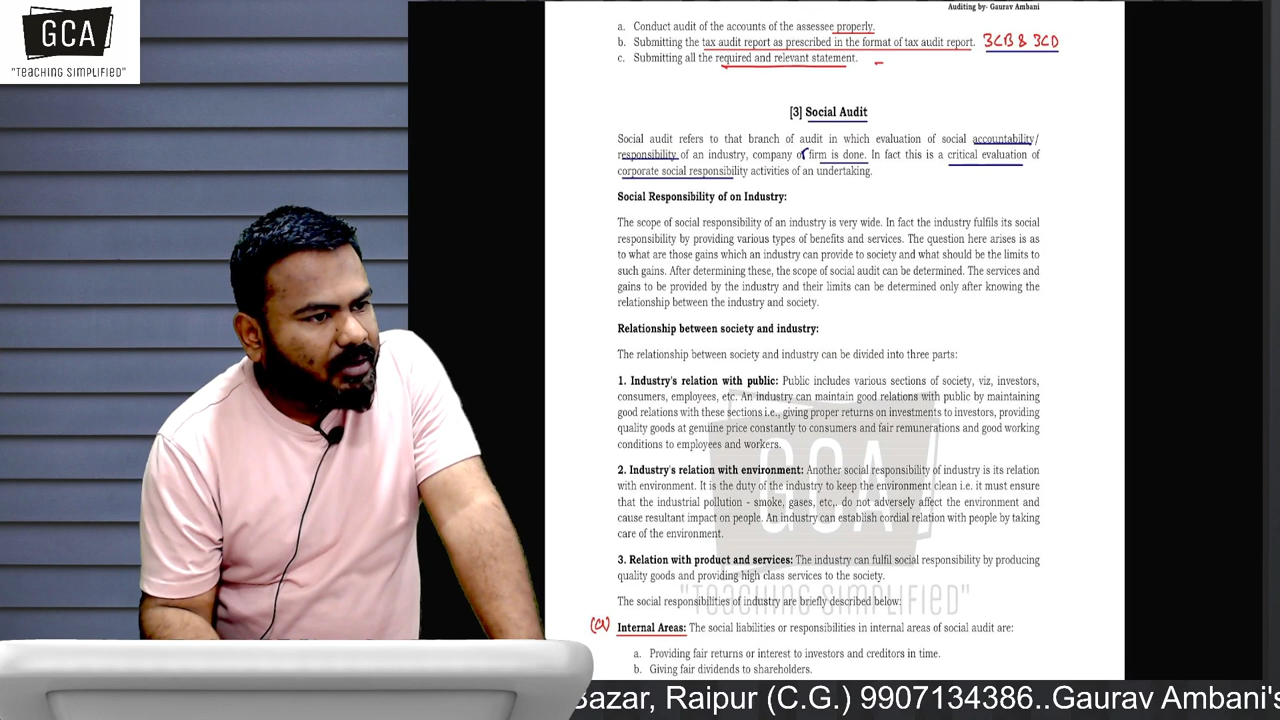 GCA
"TEACHING SIMPLIFIED"
Auditing by- Gaurav Ambani
a. Conduct audit of the accounts of the assessee properly.
b. Submitting the tax audit report as prescribed in the format of tax audit report. 3CB & 3CD
c. Submitting all the required and relevant statement.
[3] Social Audit
Social audit refers to that branch of audit in which evaluation of social accountability/
responsibility of an industry, company or firm is done. In fact this is a critical evaluation of
corporate social responsibility activities of an undertaking.
Social Responsibility of on Industry:
The scope of social responsibility of an industry is very wide. In fact the industry fulfils its social
responsibility by providing various types of benefits and services. The question here arises is as
to what are those gains which an industry can provide to society and what should be the limits to
such gains. After determining these, the scope of social audit can be determined. The services and
gains to be provided by the industry and their limits can be determined only after knowing the
relationship between the industry and society.
Relationship between society and industry:
The relationship between society and industry can be divided into three parts:
1. Industry's relation with public: Public includes various sections of society, viz, investors,
consumers, employees, etc. An industry can maintain good relations with public by maintaining
good relations with these sections i.e., giving proper returns on investments to investors, providing
quality goods at genuine price constantly to consumers and fair remunerations and good working
conditions to employees and workers.
2. Industry's relation with environment: Another social responsibility of industry is its relation
with environment. It is the duty of the industry to keep the environment clean i.e. it must ensure
that the industrial pollution - smoke, gases, etc,. do not adversely affect the environment and
cause resultant impact on people. An industry can establish cordial relation with people by taking
care of the environment.
3. Relation with product and services: The industry can fulfil social responsibility by producing
quality goods and providing high class services to the society.
GCA
"TEACHING SIMPLIFIED"
The social responsibilities of industry are briefly described below:
(a) Internal Areas: The social liabilities or responsibilities in internal areas of social audit are:
a. Providing fair returns or interest to investors and creditors in time.
b. Giving fair dividends to shareholders.
Bazar, Raipur (C.G.) 9907134386..Gaurav Ambani's